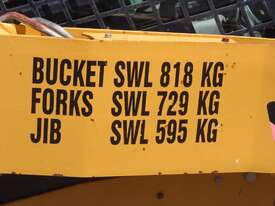 BUCKET SWL 818 KG
FORKS SWL 729 KG
JIB SWL 595 KG